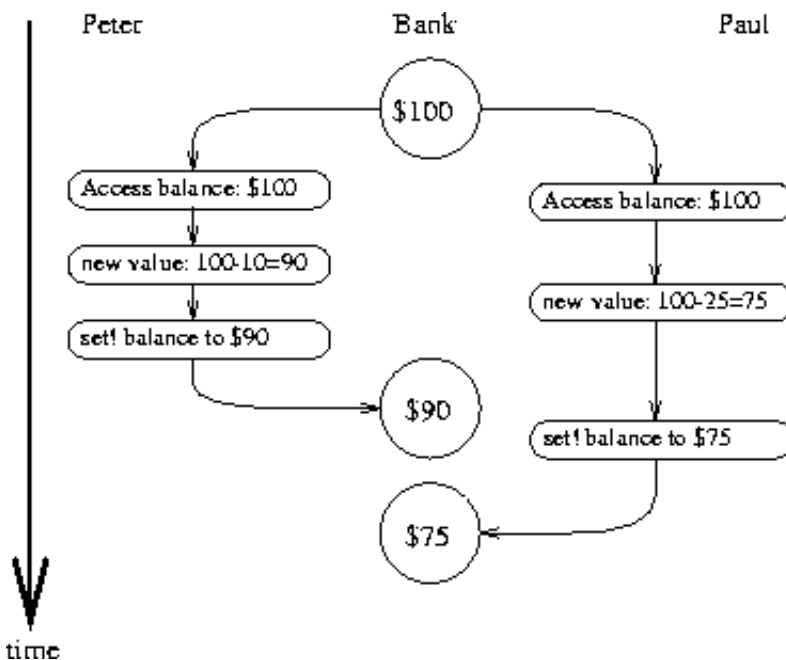 Peter Bank Paul
$100
Access balance: $100
Access balance: $100
new value: 100-10=90
new value: 100-25=75
set! balance to $90
$90
set! balance to $75
$75
time